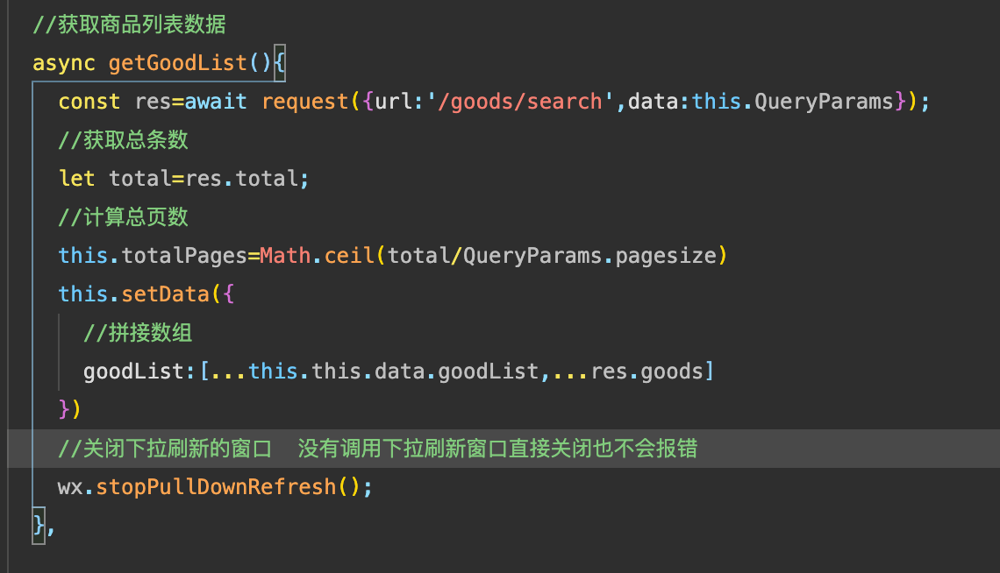 //获取商品列表数据
async getGoodList(){
const res=await request({url:'/goods/search',data:this.QueryParams});
//获取总条数
let total=res.total;
//计算总页数
this.totalPages=Math.ceil(total/QueryParams.pagesize)
this.setData({
//拼接数组
goodList:[...this.this.data.goodList,...res.goods]
})
//关闭下拉刷新的窗口  没有调用下拉刷新窗口直接关闭也不会报错
wx.stopPullDownRefresh();
},